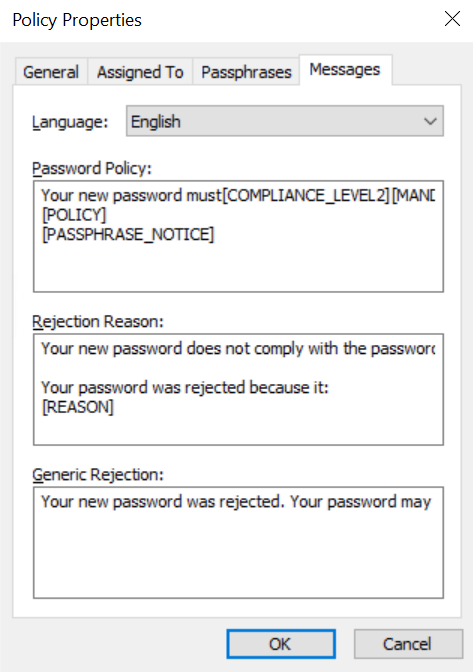 Policy Properties
General
Assigned To
Passphrases
Messages
Language:
English
Password Policy:
Your new password must[COMPLIANCE_LEVEL2][MAND
[POLICY]
[PASSPHRASE_NOTICE]
Rejection Reason:
Your new password does not comply with the password
Your password was rejected because it:
[REASON]
Generic Rejection:
Your new password was rejected. Your password may
OK
Cancel